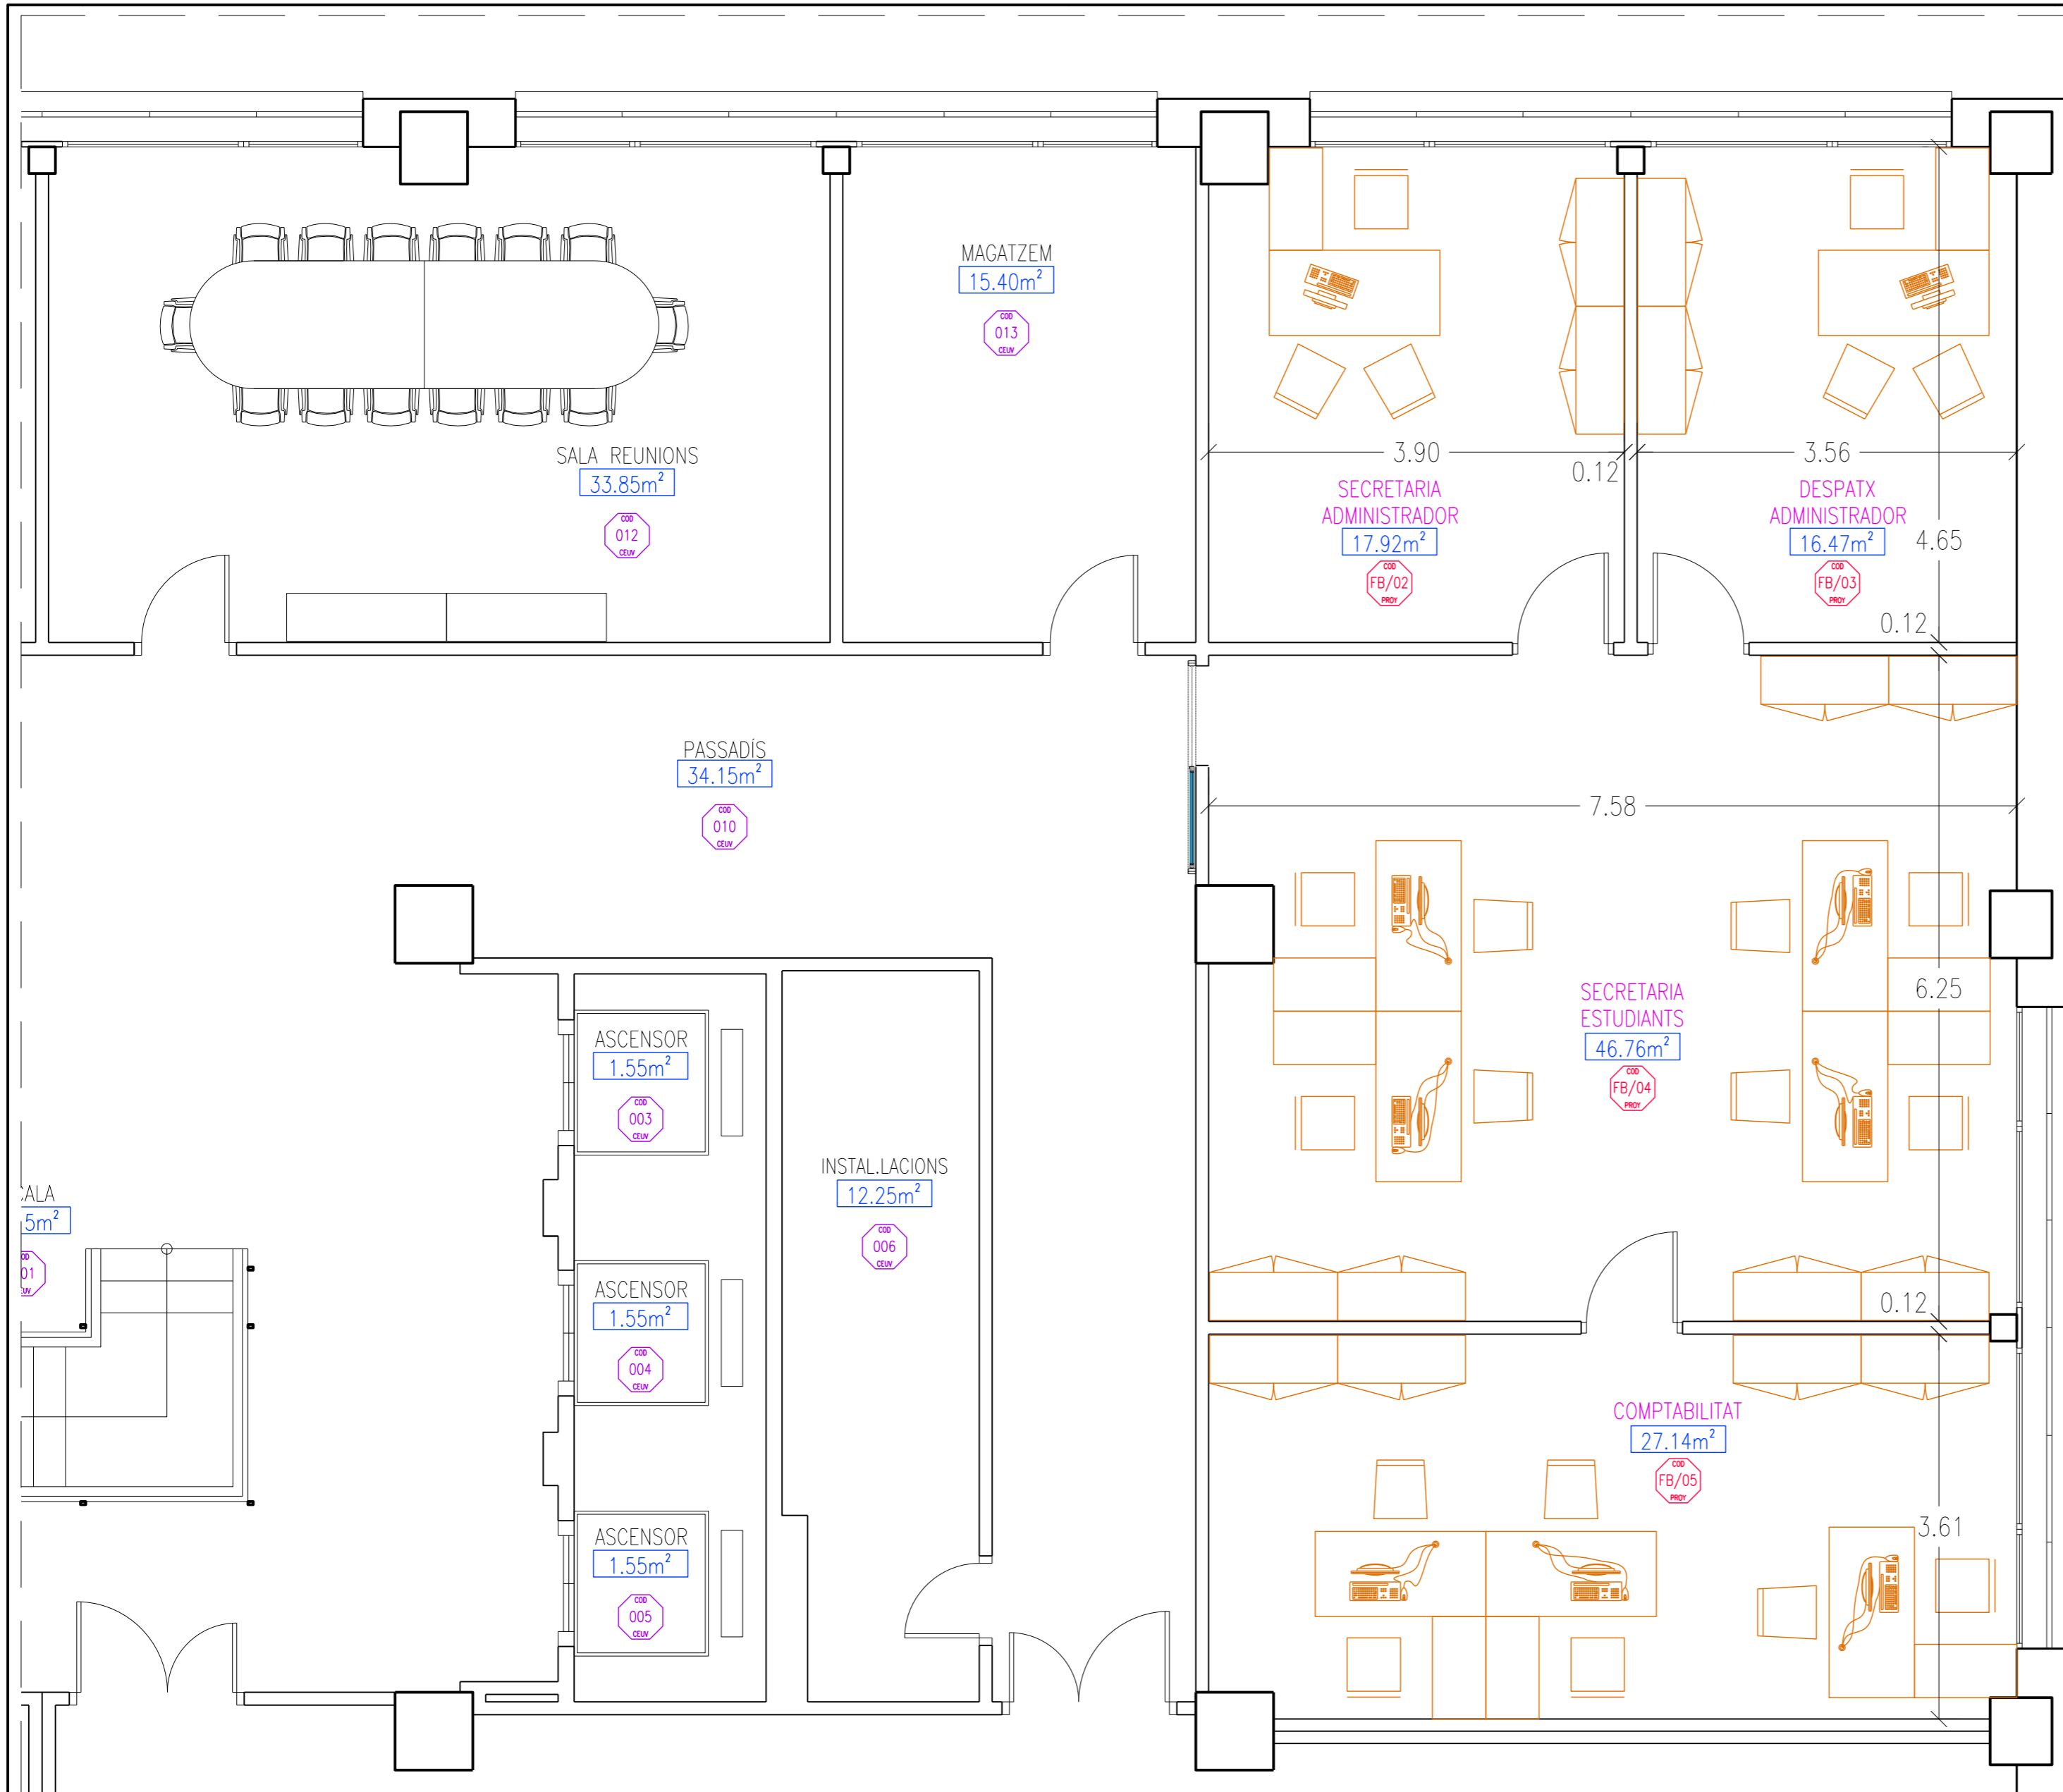 MAGATZEM
15.40m²
COD
013
CEUV
SALA REUNIONS
33.85m²
COD
012
CEUV
3.90
0.12
3.56
SECRETARIA
ADMINISTRADOR
17.92m²
COD
FB/02
PROY
DESPATX
ADMINISTRADOR
16.47m²
COD
FB/03
PROY
4.65
0.12
PASSADÍS
34.15m²
COD
010
CEUV
7.58
SECRETARIA
ESTUDIANTS
46.76m²
COD
FB/04
PROY
6.25
ASCENSOR
1.55m²
COD
003
CEUV
INSTAL.LACIONS
12.25m²
COD
006
CEUV
ASCENSOR
1.55m²
COD
004
CEUV
0.12
COMPTABILITAT
27.14m²
COD
FB/05
PROY
3.61
ASCENSOR
1.55m²
COD
005
CEUV